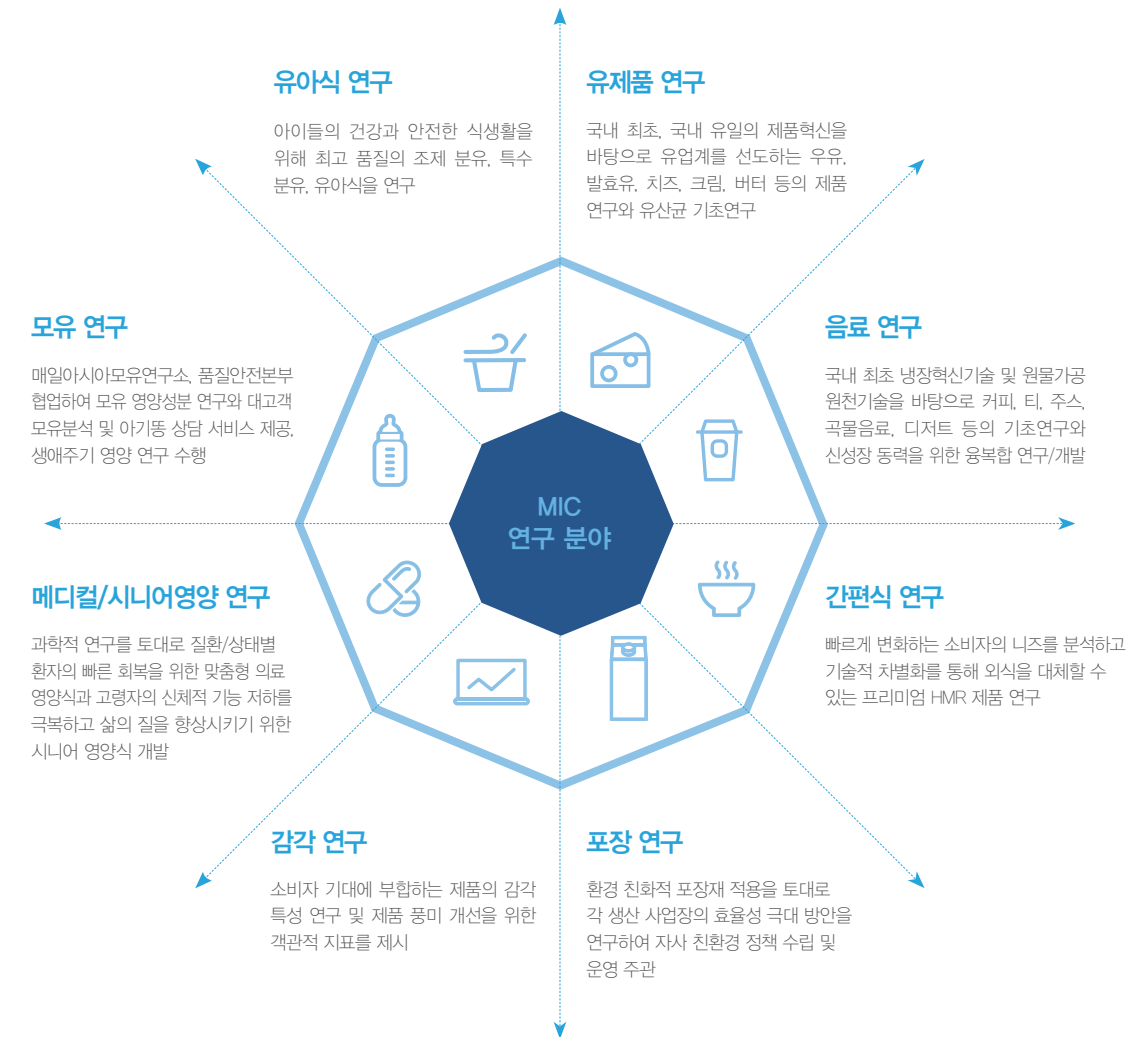 유아식 연구
아이들의 건강과 안전한 식생활을
위해 최고 품질의 조제 분유, 특수
분유, 유아식을 연구
유제품 연구
국내 최초, 국내 유일의 제품혁신을
바탕으로 유업계를 선도하는 우유,
발효유, 치즈, 크림, 버터 등의 제품
연구와 유산균 기초연구
모유 연구
매일아시아모유연구소, 품질안전본부
협업하여 모유 영양성분 연구와 대고객
모유분석 및 아기똥 상담 서비스 제공,
생애주기 영양 연구 수행
음료 연구
국내 최초 냉장혁신기술 및 원물가공
원천기술을 바탕으로 커피, 티, 주스,
곡물음료, 디저트 등의 기초연구와
신성장 동력을 위한 융복합 연구/개발
MIC
연구 분야
메디컬/시니어영양 연구
과학적 연구를 토대로 질환/상태별
환자의 빠른 회복을 위한 맞춤형 의료
영양식과 고령자의 신체적 기능 저하를
극복하고 삶의 질을 향상시키기 위한
시니어 영양식 개발
간편식 연구
빠르게 변화하는 소비자의 니즈를 분석하고
기술적 차별화를 통해 외식을 대체할 수
있는 프리미엄 HMR 제품 연구
감각 연구
소비자 기대에 부합하는 제품의 감각
특성 연구 및 제품 풍미 개선을 위한
객관적 지표를 제시
포장 연구
환경 친화적 포장재 적용을 토대로
각 생산 사업장의 효율성 극대 방안을
연구하여 자사 친환경 정책 수립 및
운영 주관